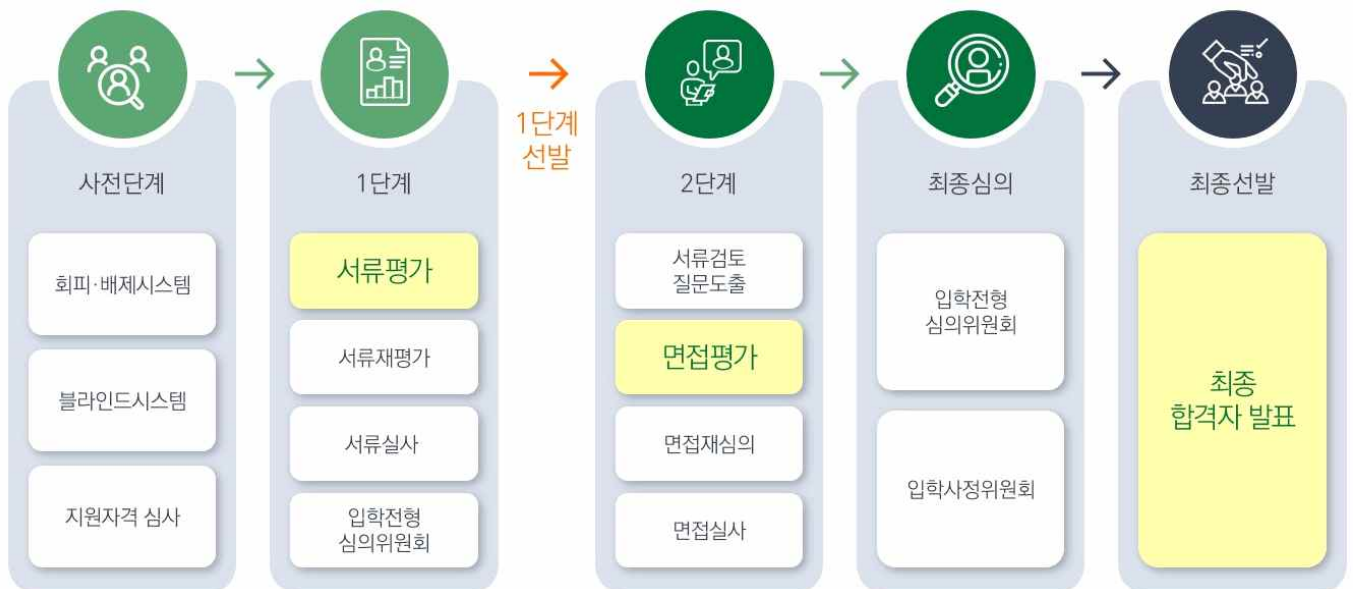 사전단계
회피·배제시스템
블라인드시스템
지원자격 심사
1단계
서류평가
서류재평가
서류실사
입학전형
심의위원회
1단계
선발
2단계
서류검토
질문도출
면접평가
면접재심의
면접실사
최종심의
입학전형
심의위원회
입학사정위원회
최종선발
최종
합격자 발표